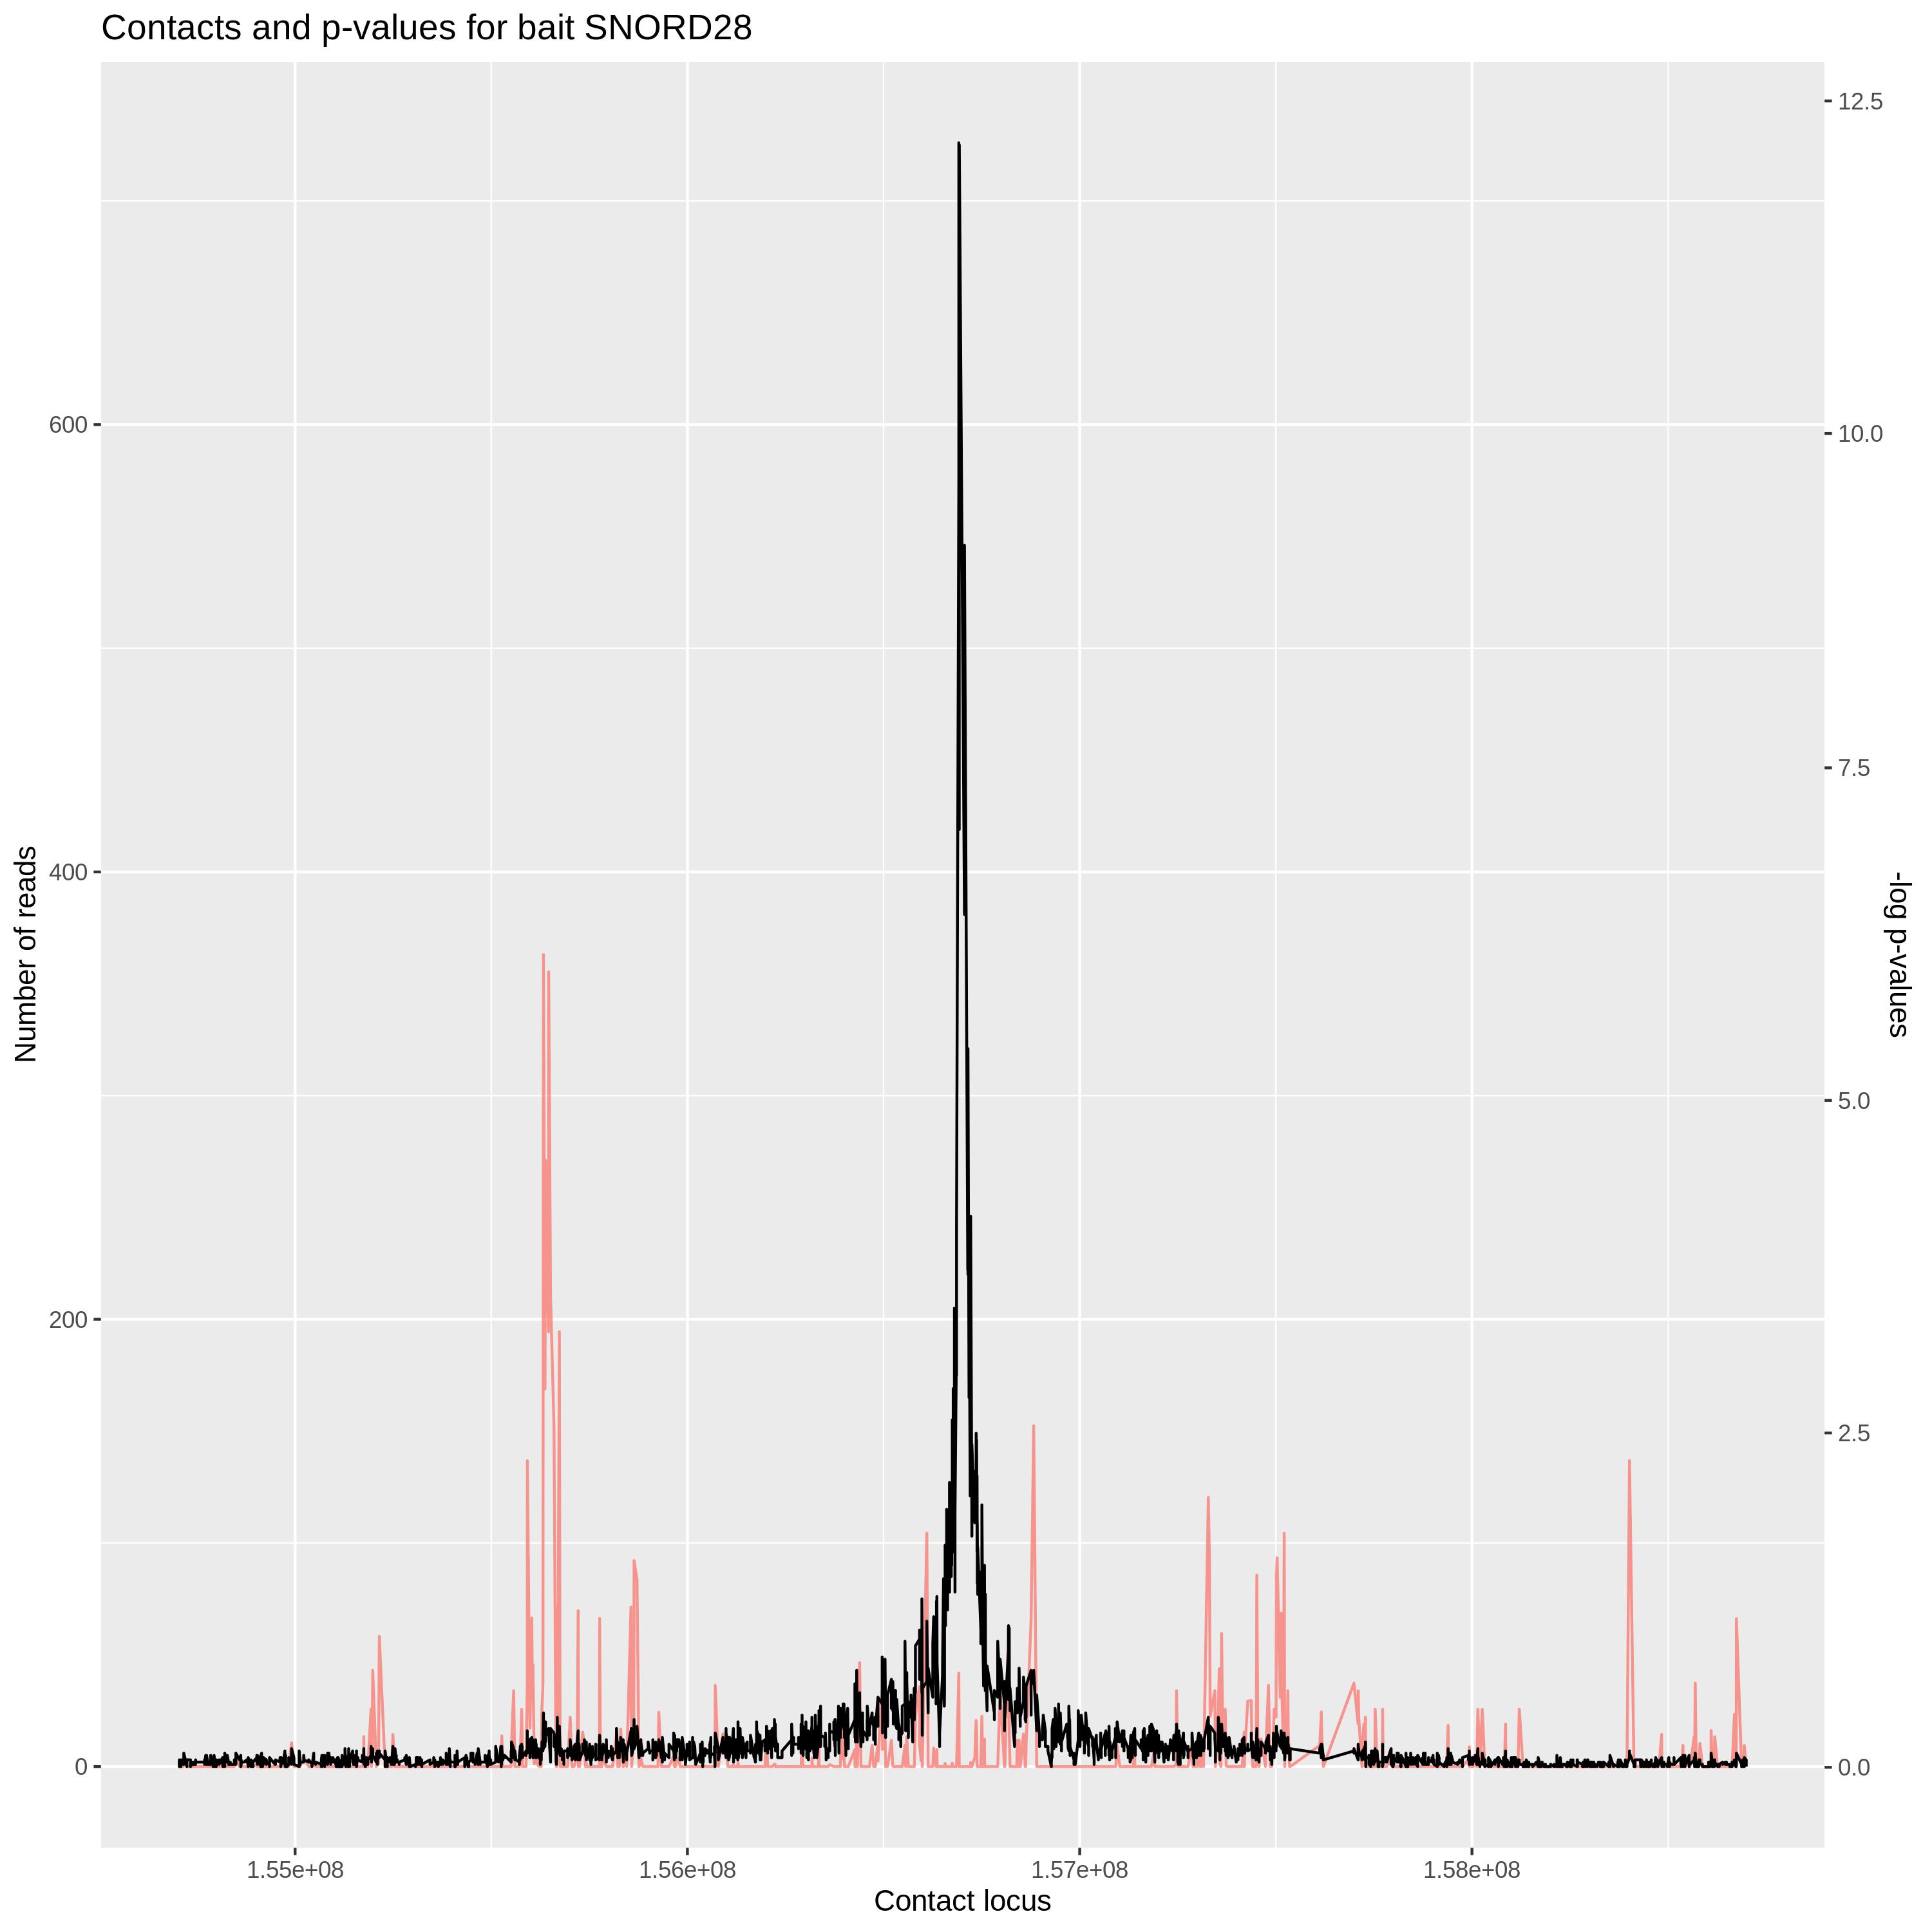 Contacts and p-values for bait SNORD28
12.5
10.0
7.5
5.0
2.5
0.0
600
400
200
0
Number of reads
-log p-values
1.55e+08
1.56e+08
1.57e+08
1.58e+08
Contact locus